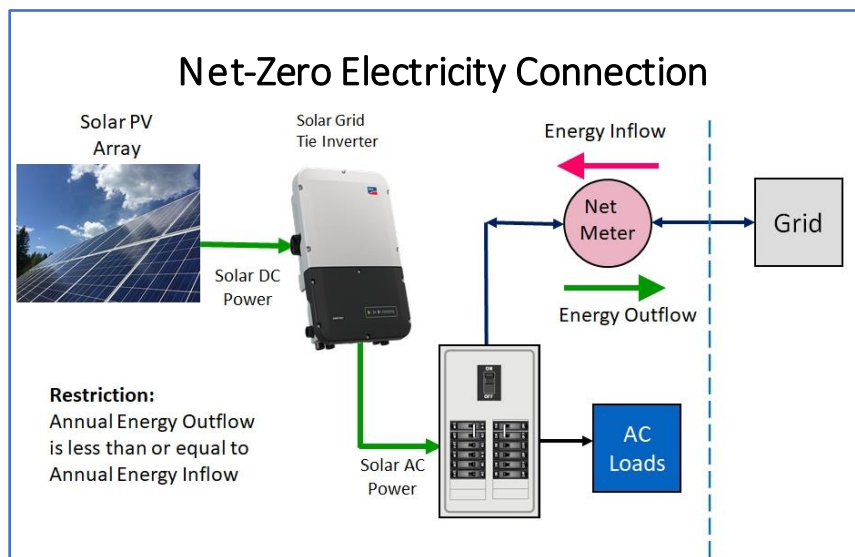 Net-Zero Electricity Connection
Solar PV
Array
Solar Grid
Tie Inverter
Energy Inflow
Net
Meter
Grid
Solar DC
Power
Energy Outflow
ON
OFF
Restriction:
Annual Energy Outflow
is less than or equal to
Annual Energy Inflow
Solar AC
Power
AC
Loads